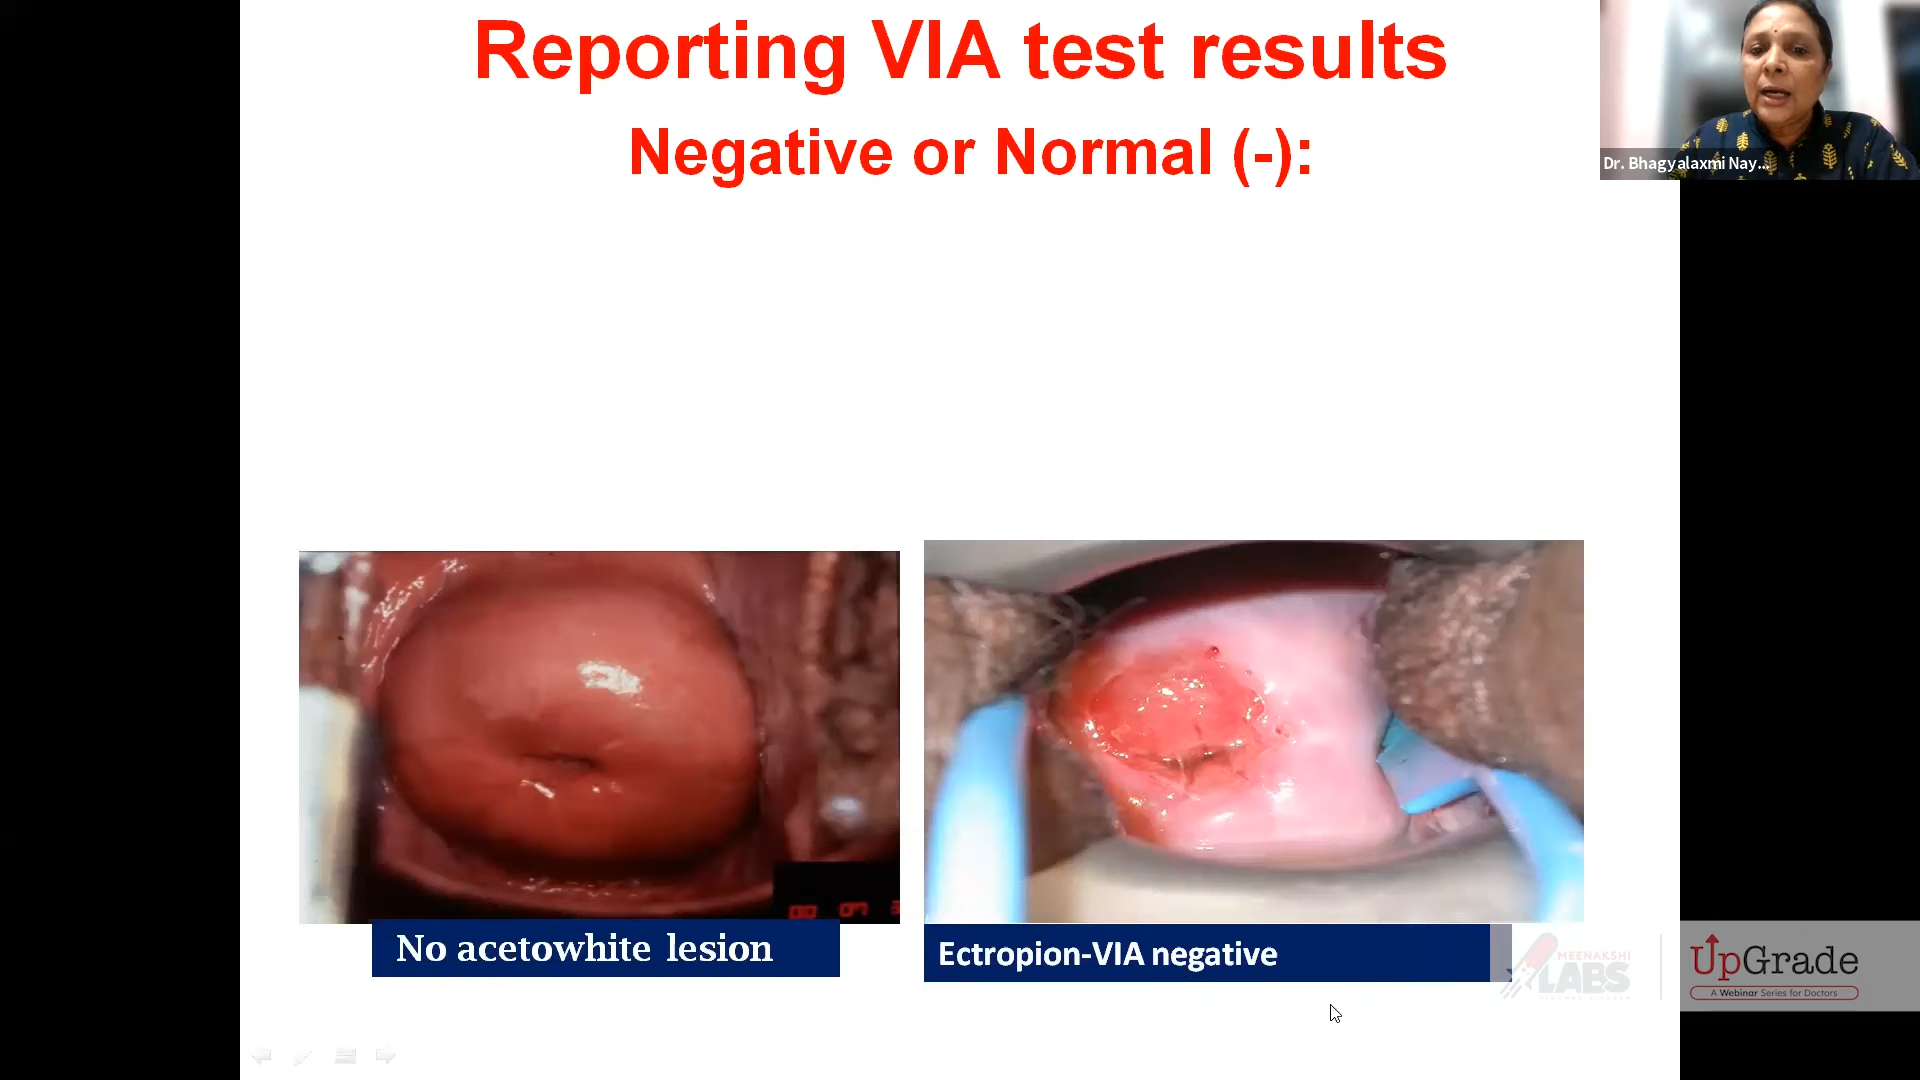 Reporting VIA test results
Negative or Normal (-):
Dr. Bhagyalaxmi Nay...
No acetowhite lesion
Ectropion-VIA negative
MEENAKSHI
LABS
UpGrade
A Webinar Series for Doctors